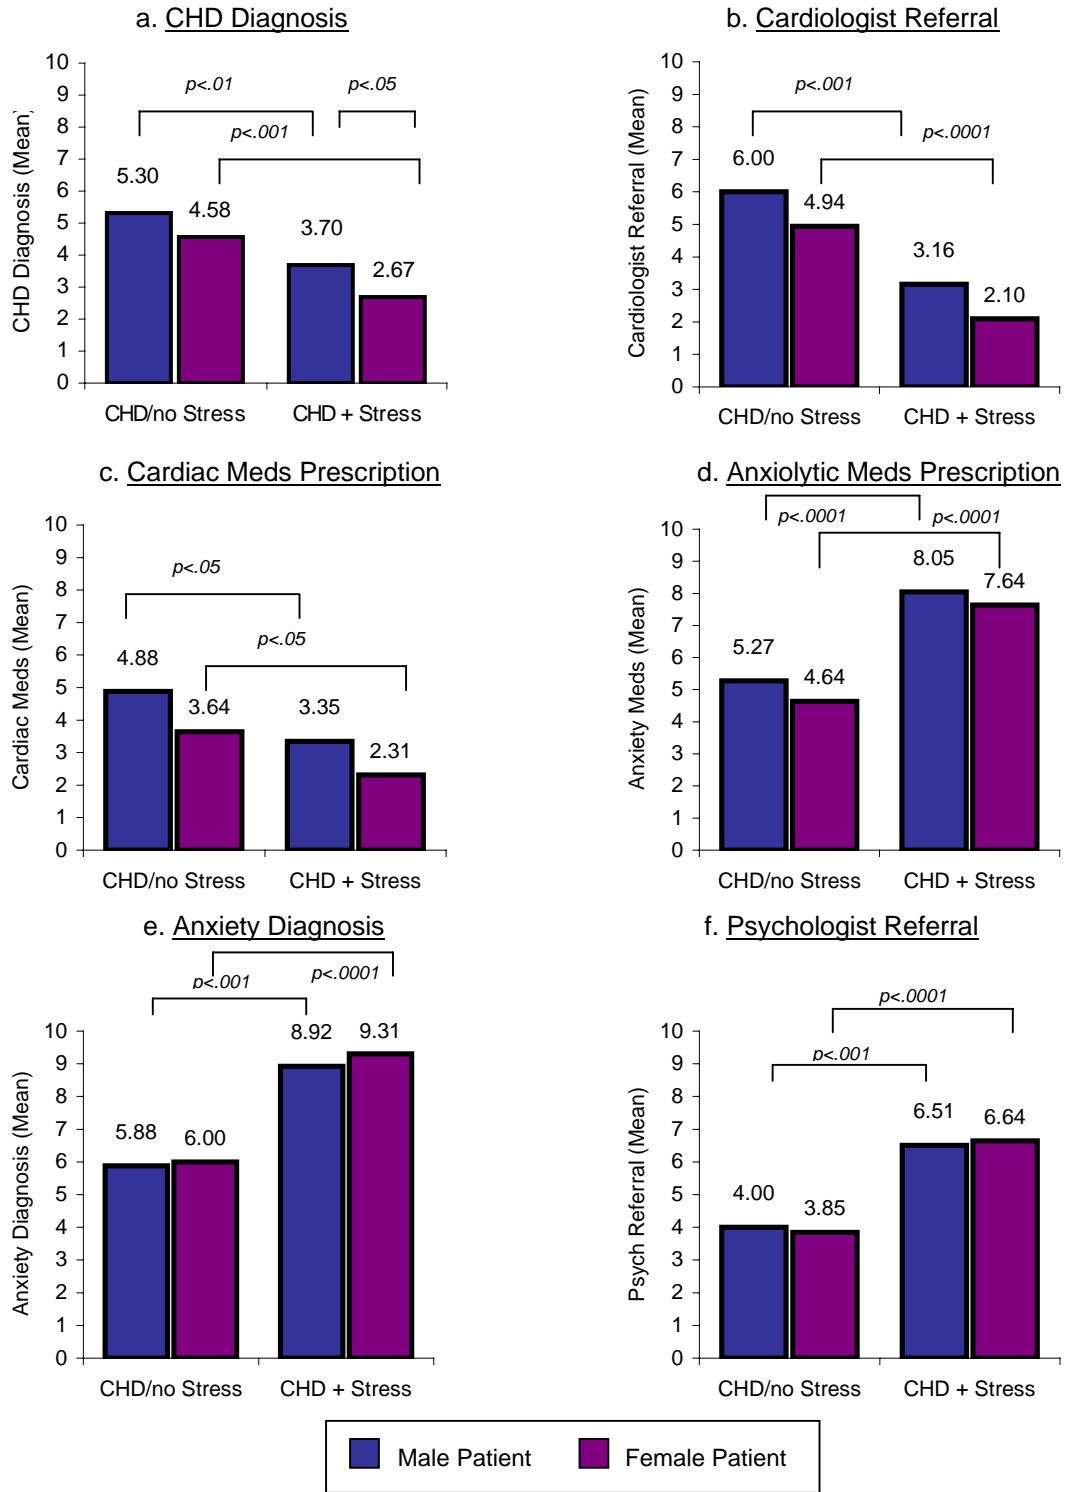 a. CHD Diagnosis
CHD Diagnosis (Mean)
10
9
8
7
6
5
4
3
2
1
0
p<.01
p<.05
p<.001
5.30
4.58
3.70
2.67
CHD/no Stress
CHD + Stress
b. Cardiologist Referral
Cardiologist Referral (Mean)
10
9
8
7
6
5
4
3
2
1
0
p<.001
p<.0001
6.00
4.94
3.16
2.10
CHD/no Stress
CHD + Stress
c. Cardiac Meds Prescription
Cardiac Meds (Mean)
10
9
8
7
6
5
4
3
2
1
0
p<.05
p<.05
4.88
3.64
3.35
2.31
CHD/no Stress
CHD + Stress
d. Anxiolytic Meds Prescription
Anxiety Meds (Mean)
10
9
8
7
6
5
4
3
2
1
0
p<.0001
p<.0001
5.27
4.64
8.05
7.64
CHD/no Stress
CHD + Stress
e. Anxiety Diagnosis
Anxiety Diagnosis (Mean)
10
9
8
7
6
5
4
3
2
1
0
p<.001
p<.0001
5.88
6.00
8.92
9.31
CHD/no Stress
CHD + Stress
f. Psychologist Referral
Psych Referral (Mean)
10
9
8
7
6
5
4
3
2
1
0
p<.0001
p<.001
4.00
3.85
6.51
6.64
CHD/no Stress
CHD + Stress
Male Patient
Female Patient